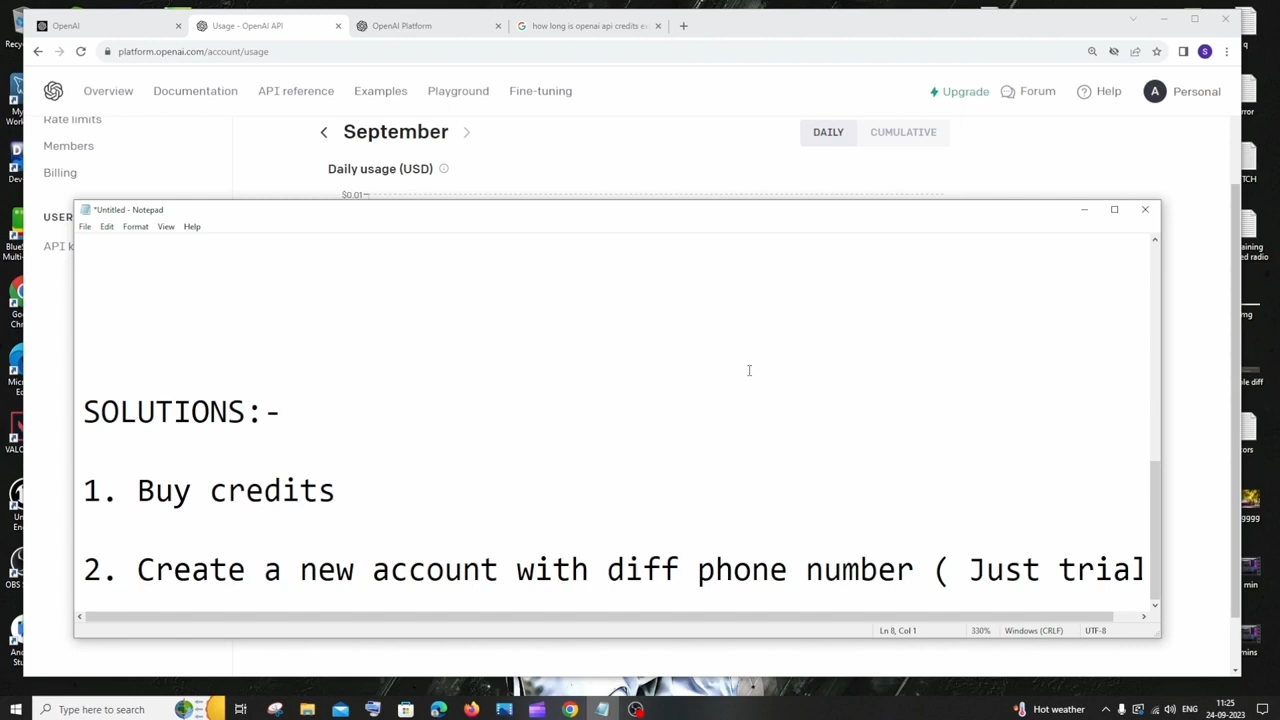 OpenAI
Usage - OpenAI API
OpenAI Platform
how long is openai api credits e
platform.openai.com/account/usage
S
Overview
Documentation
API reference
Examples
Playground
Fine-tuning
Upgrade
Forum
Help
A
Personal
Rate limits
Members
Billing
USER
API k
September
DAILY
CUMULATIVE
Daily usage (USD)
$0.01
*Untitled - Notepad
File
Edit
Format
View
Help
SOLUTIONS:-
1. Buy credits
2. Create a new account with diff phone number ( Just trial
Ln 8, Col 1
330%
Windows (CRLF)
UTF-8
Type here to search
Hot weather
ENG
11:25
24-09-2023